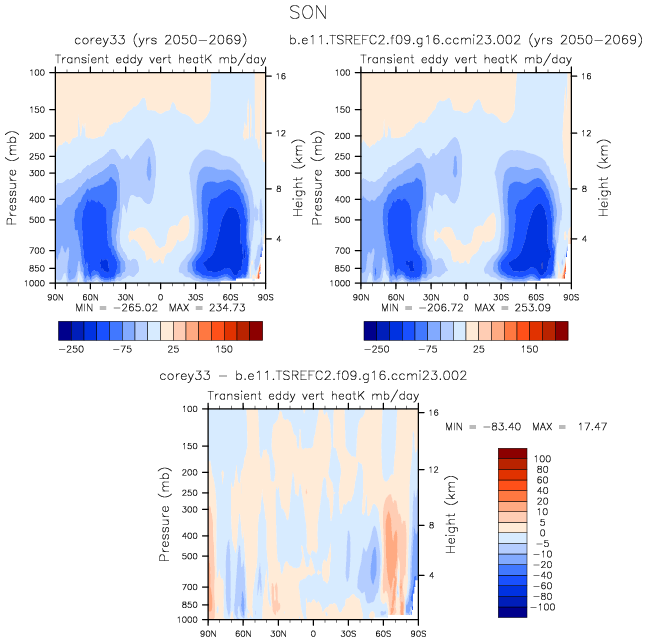 SON
corey33 (yrs 2050−2069)
b.e11.TSREFC2.f09.g16.ccmi23.002 (yrs 2050−2069)
Transient eddy vert heatK mb/day
Transient eddy vert heatK mb/day
100
150
200
250
300
400
500
700
850
1000
Pressure (mb)
16
12
8
4
Height (km)
90N 60N 30N 0 30S 60S 90S
MIN = −265.02 MAX = 234.73
−250 −75 25 150
100
150
200
250
300
400
500
700
850
1000
Pressure (mb)
16
12
8
4
Height (km)
90N 60N 30N 0 30S 60S 90S
MIN = −206.72 MAX = 253.09
−250 −75 25 150
corey33 − b.e11.TSREFC2.f09.g16.ccmi23.002
Transient eddy vert heatK mb/day
100
150
200
250
300
400
500
700
850
1000
Pressure (mb)
16
12
8
4
Height (km)
90N 60N 30N 0 30S 60S 90S
MIN = −83.40 MAX = 17.47
100
80
60
40
20
10
5
0
−5
−10
−20
−40
−60
−80
−100